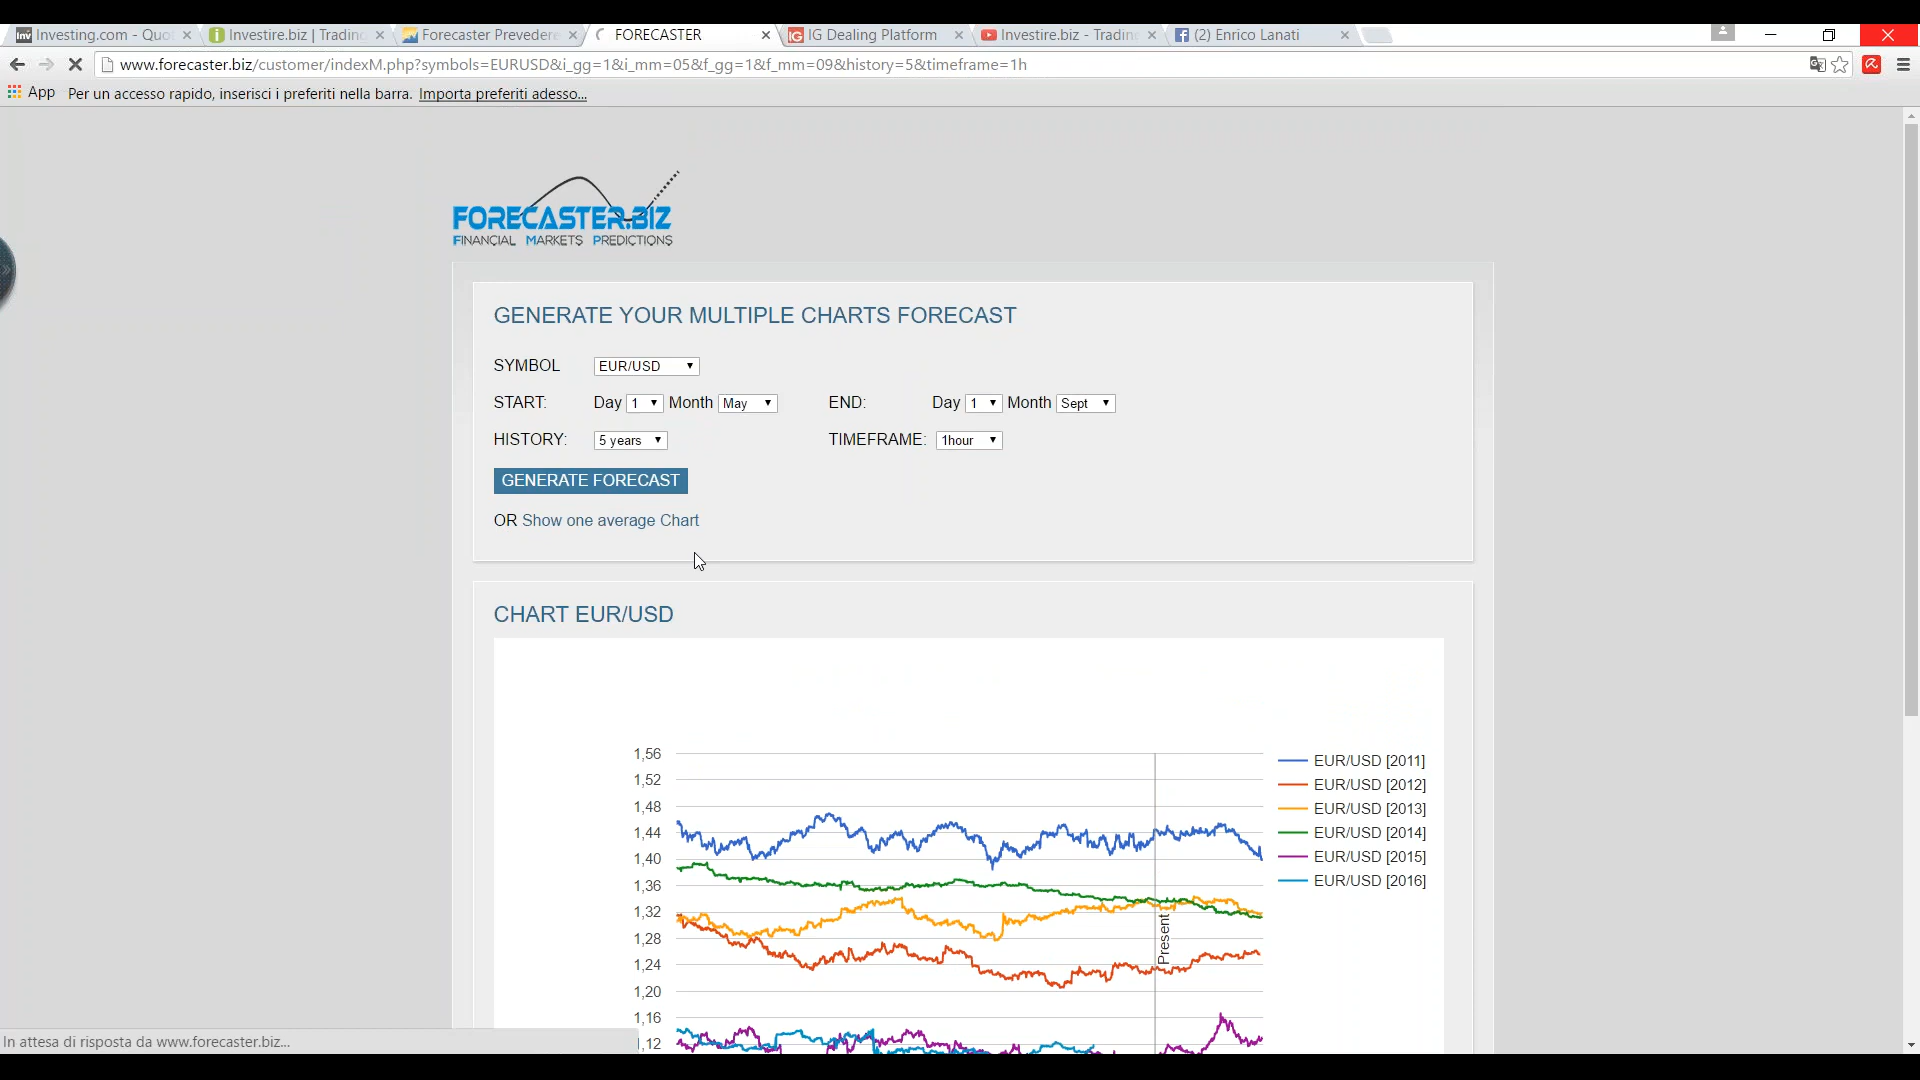 Investing.com - Quo
Investire.biz | Trading
Forecaster Prevedere
FORECASTER
IG Dealing Platform
Investire.biz - Trading
(2) Enrico Lanati
www.forecaster.biz/customer/indexM.php?symbols=EURUSD&i_gg=1&i_mm=05&f_gg=1&f_mm=09&history=5&timeframe=1h
App Per un accesso rapido, inserisci i preferiti nella barra. Importa preferiti adesso...
FORECASTER.BIZ
FINANCIAL MARKETS PREDICTIONS
GENERATE YOUR MULTIPLE CHARTS FORECAST
SYMBOL EUR/USD
START: Day 1 Month May END: Day 1 Month Sept
HISTORY: 5 years TIMEFRAME: 1hour
GENERATE FORECAST
OR Show one average Chart
CHART EUR/USD
1,56
1,52
1,48
1,44
1,40
1,36
1,32
1,28
1,24
1,20
1,16
1,12
Present
EUR/USD [2011]
EUR/USD [2012]
EUR/USD [2013]
EUR/USD [2014]
EUR/USD [2015]
EUR/USD [2016]
In attesa di risposta da www.forecaster.biz...